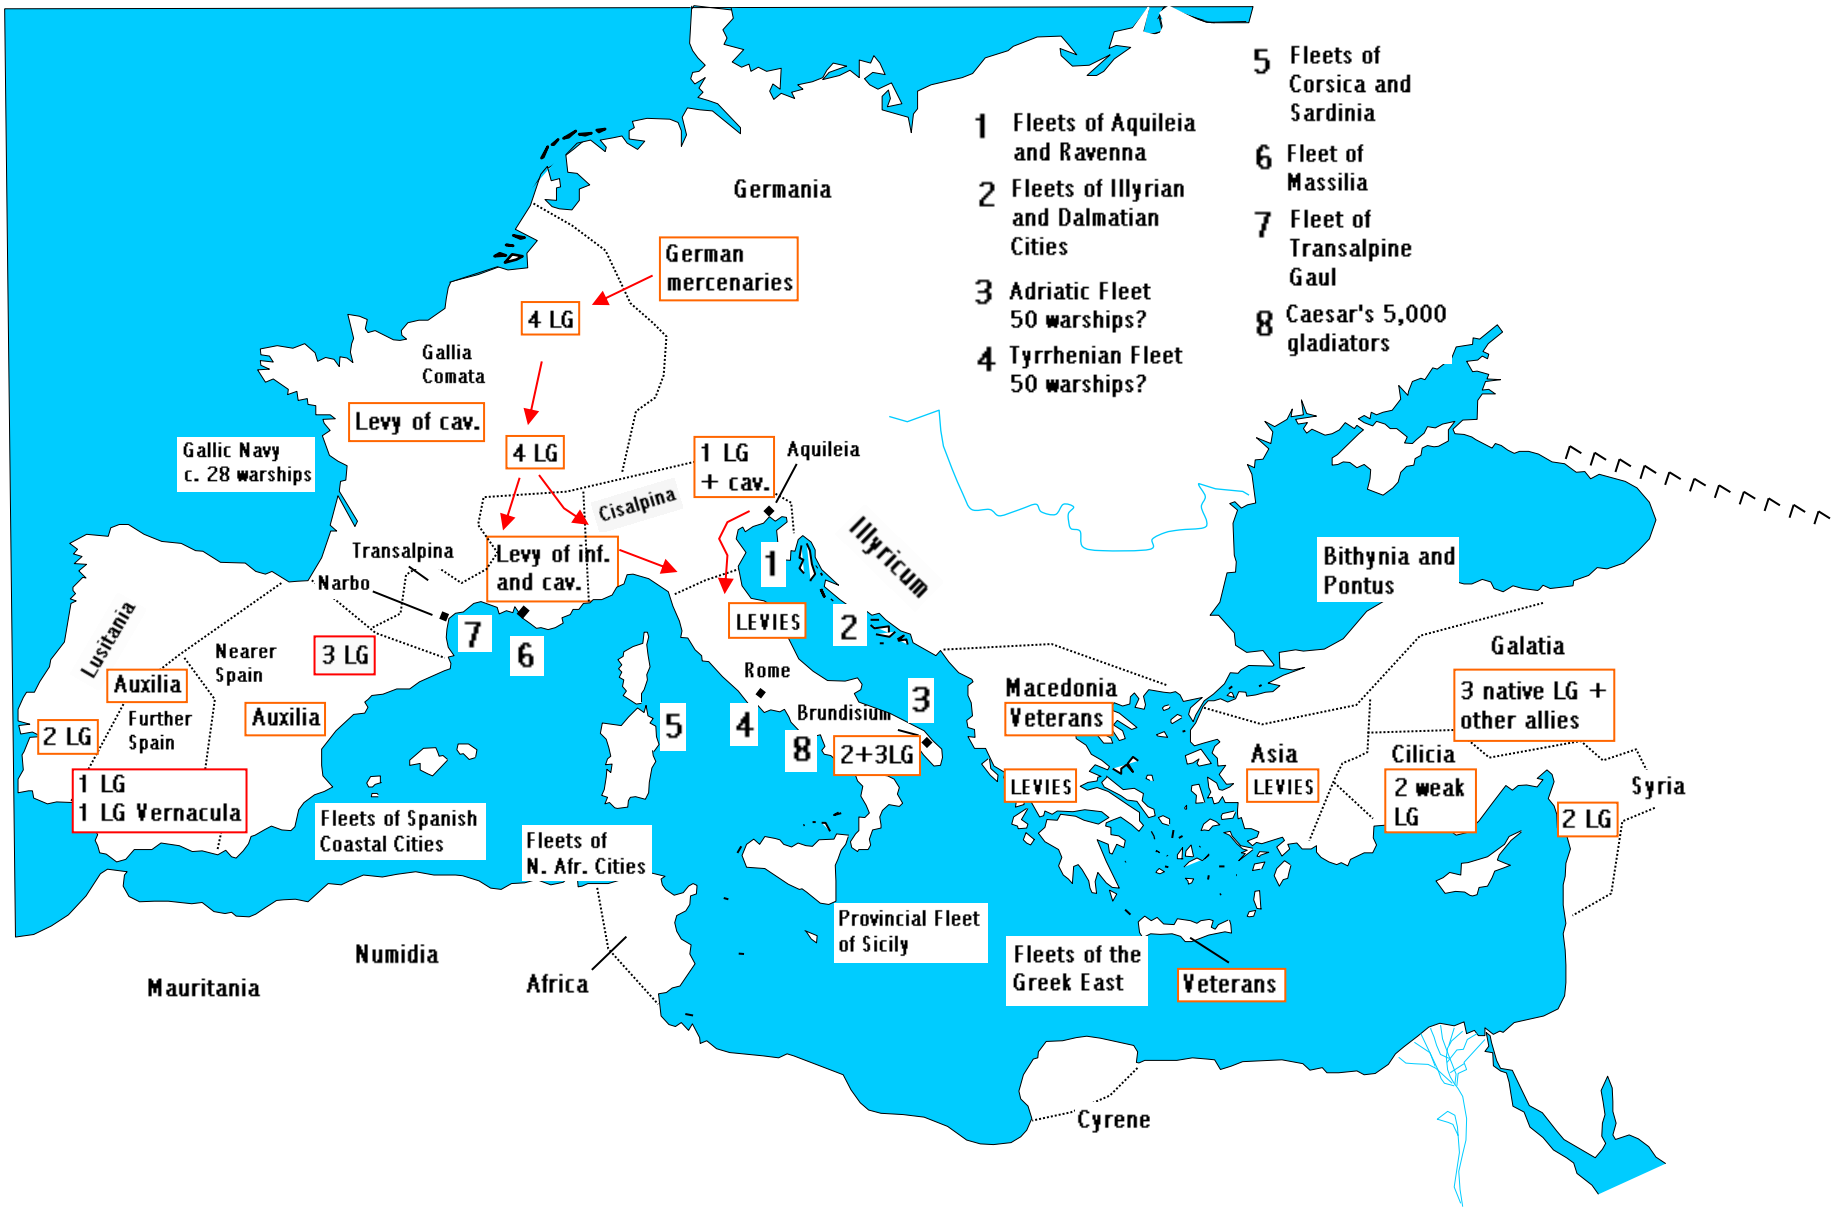 5 Fleets of
Corsica and
Sardinia
1 Fleets of Aquileia
and Ravenna
6 Fleet of
Massilia
2 Fleets of Illyrian
and Dalmatian
Cities
7 Fleet of
Transalpine
Gaul
3 Adriatic Fleet
50 warships?
8 Caesar's 5,000
gladiators
4 Tyrrhenian Fleet
50 warships?
Germania
German
mercenaries
4 LG
Gallia
Comata
Levy of cav.
Gallic Navy
c. 28 warships
4 LG
1 LG
+ cav.
Aquileia
Cisalpina
Illyricum
Transalpina
Levy of inf.
and cav.
Narbo
1
2
7
6
LEVIES
Lusitania
Nearer
Spain
3 LG
Auxilia
Further
Spain
Auxilia
2 LG
1 LG
1 LG Vernacula
Rome
5
4
Brundisium
3
8
2+3LG
Macedonia
Veterans
LEVIES
Bithynia and
Pontus
Galatia
3 native LG +
other allies
Asia
LEVIES
Cilicia
2 weak
LG
Syria
2 LG
Fleets of Spanish
Coastal Cities
Fleets of
N. Afr. Cities
Provincial Fleet
of Sicily
Fleets of the
Greek East
Veterans
Numidia
Mauritania
Africa
Cyrene